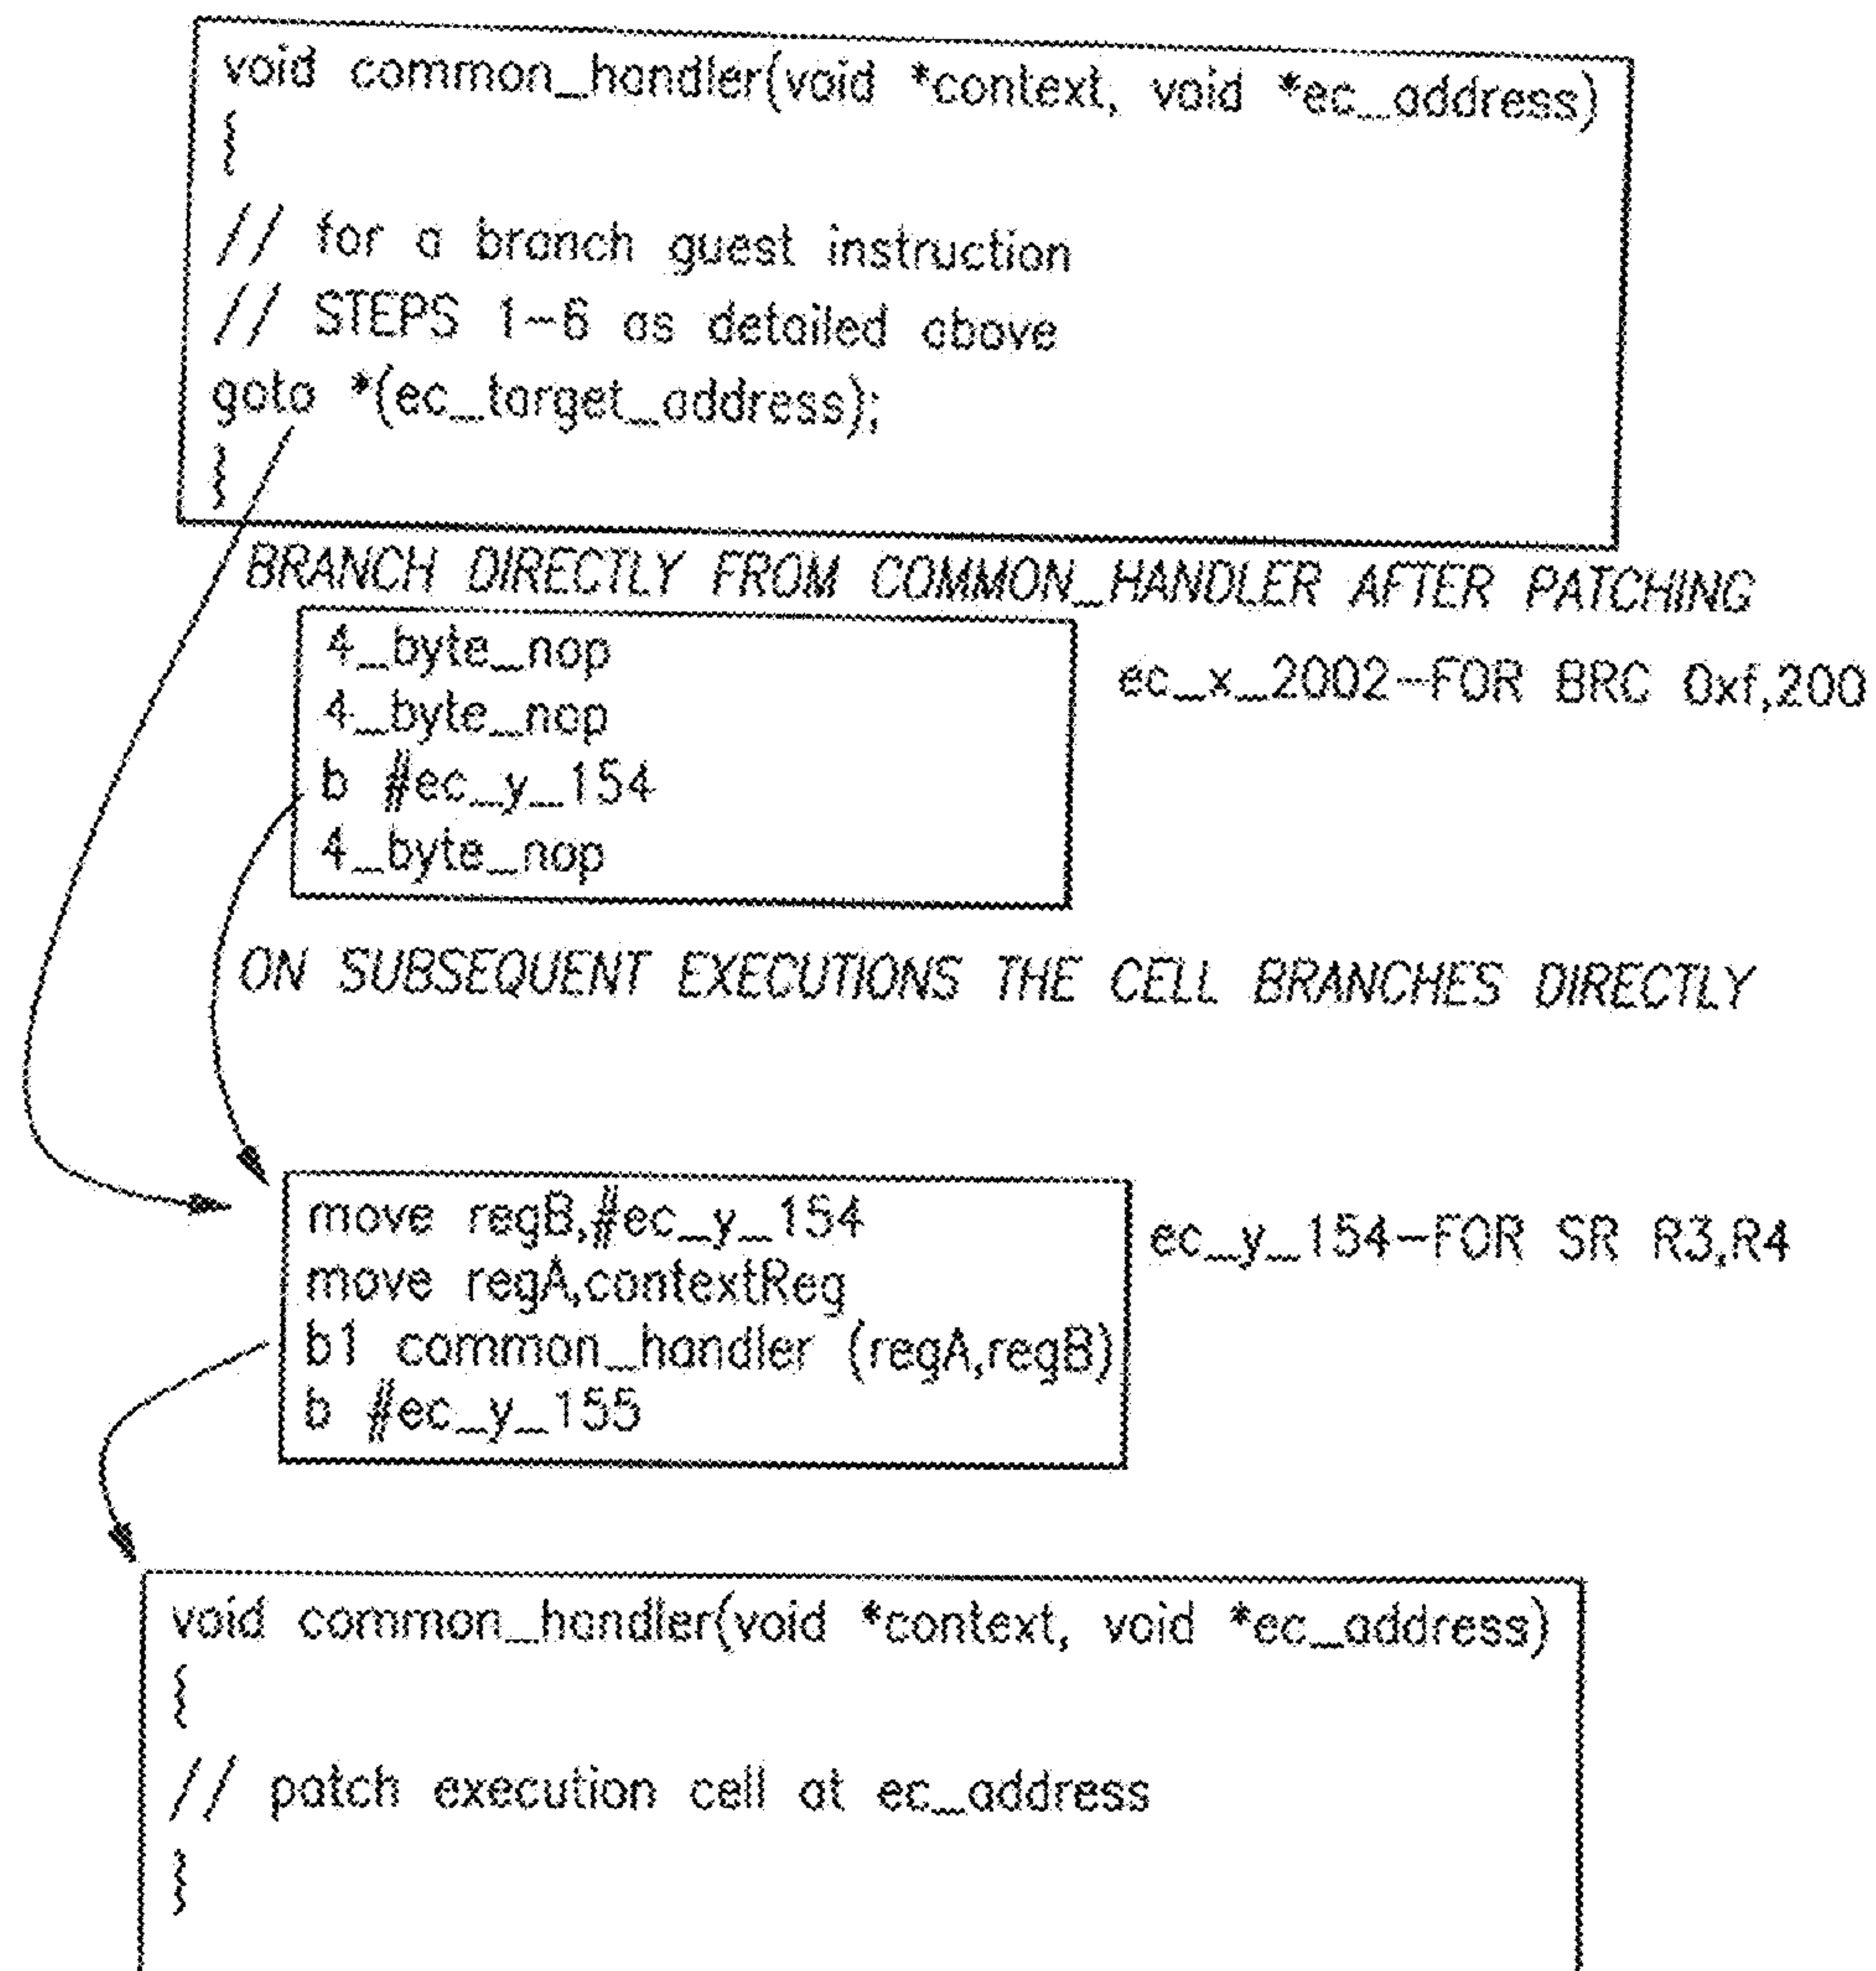 void common_handler(void *context, void *ec_address)
{
// for a branch guest instruction
// STEPS 1-6 as detailed above
goto *(ec_target_address);
}
BRANCH DIRECTLY FROM COMMON_HANDLER AFTER PATCHING
4_byte_nop
4_byte_nop
b #ec_y_154
4_byte_nop
ec_x_2002-FOR BRC 0xf,200
ON SUBSEQUENT EXECUTIONS THE CELL BRANCHES DIRECTLY
move regB,#ec_y_154
move regA,contextReg
b1 common_handler (regA,regB)
b #ec_y_155
ec_y_154-FOR SR R3,R4
void common_handler(void *context, void *ec_address)
{
// patch execution cell at ec_address
}